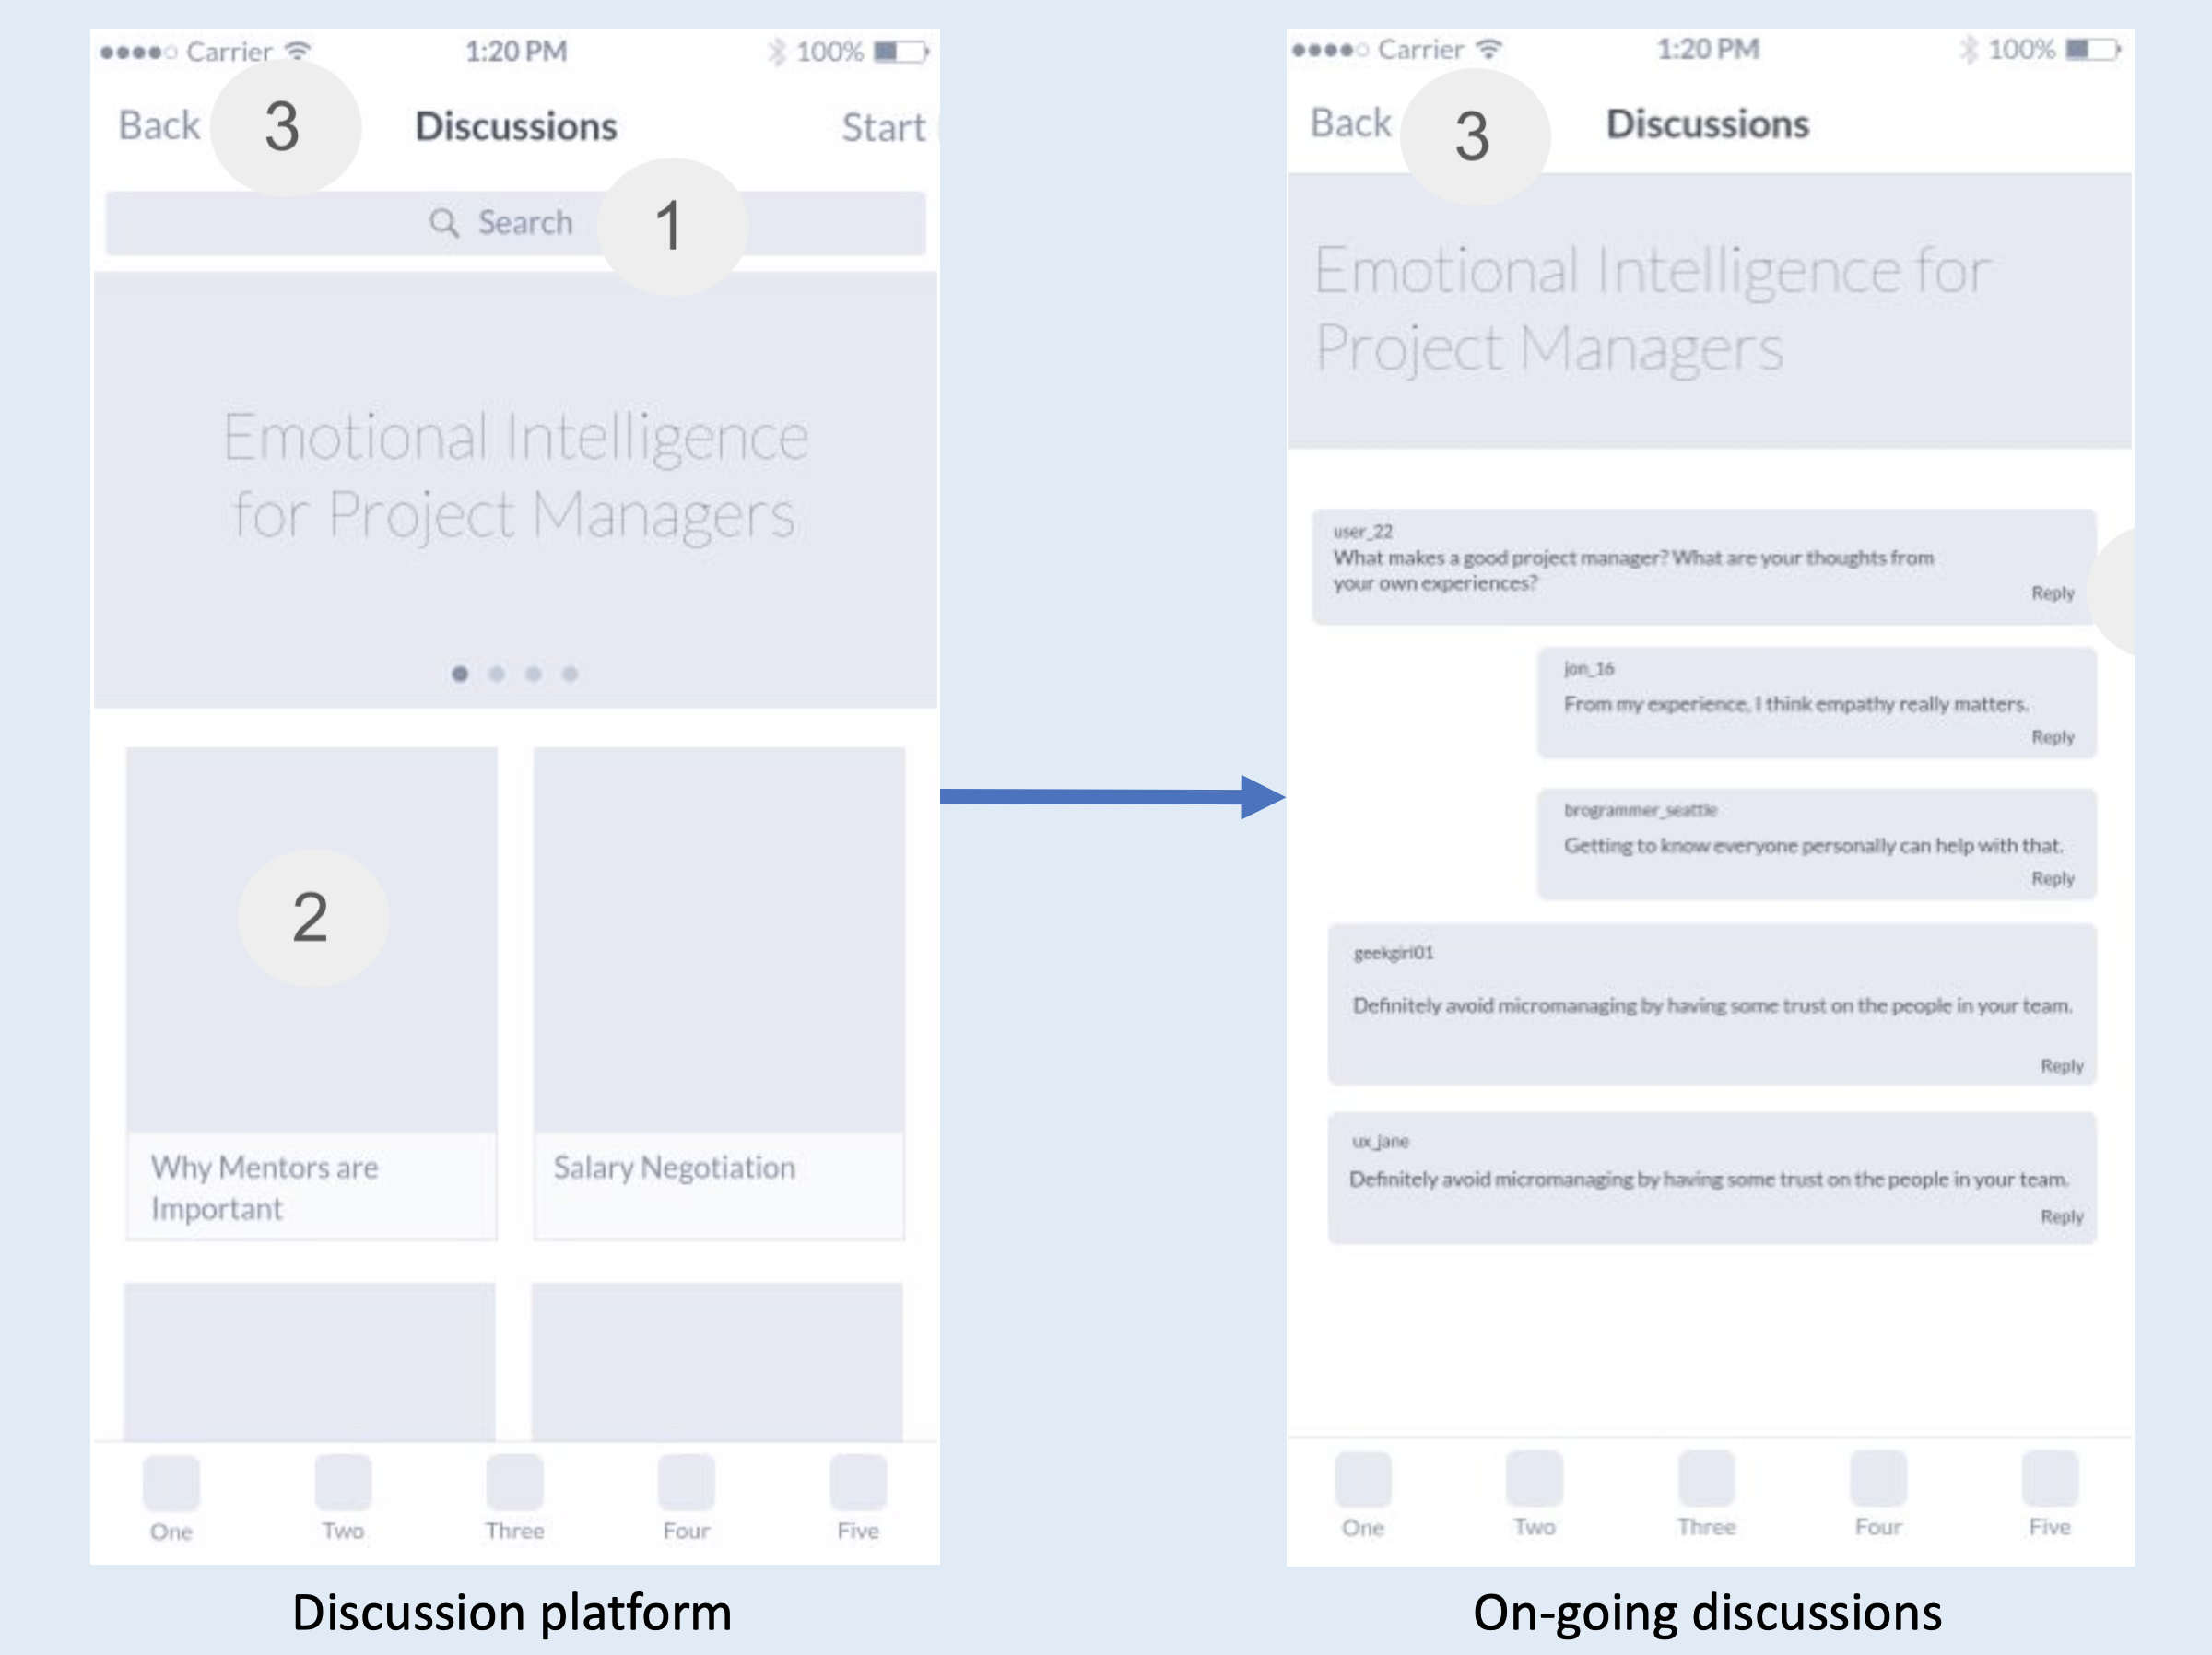 Carrier 1:20 PM 100%
Back 3 Discussions Start
Search 1
Emotional Intelligence
for Project Managers
2
Why Mentors are
Important
Salary Negotiation
One Two Three Four Five
Discussion platform
Carrier 1:20 PM 100%
Back 3 Discussions
Emotional Intelligence for
Project Managers
user_22
What makes a good project manager? What are your thoughts from
your own experiences?
Reply
jon_16
From my experience, I think empathy really matters.
Reply
brogrammer_seattle
Getting to know everyone personally can help with that.
Reply
geekgirl01
Definitely avoid micromanaging by having some trust on the people in your team.
Reply
ux_jane
Definitely avoid micromanaging by having some trust on the people in your team.
Reply
One Two Three Four Five
On-going discussions